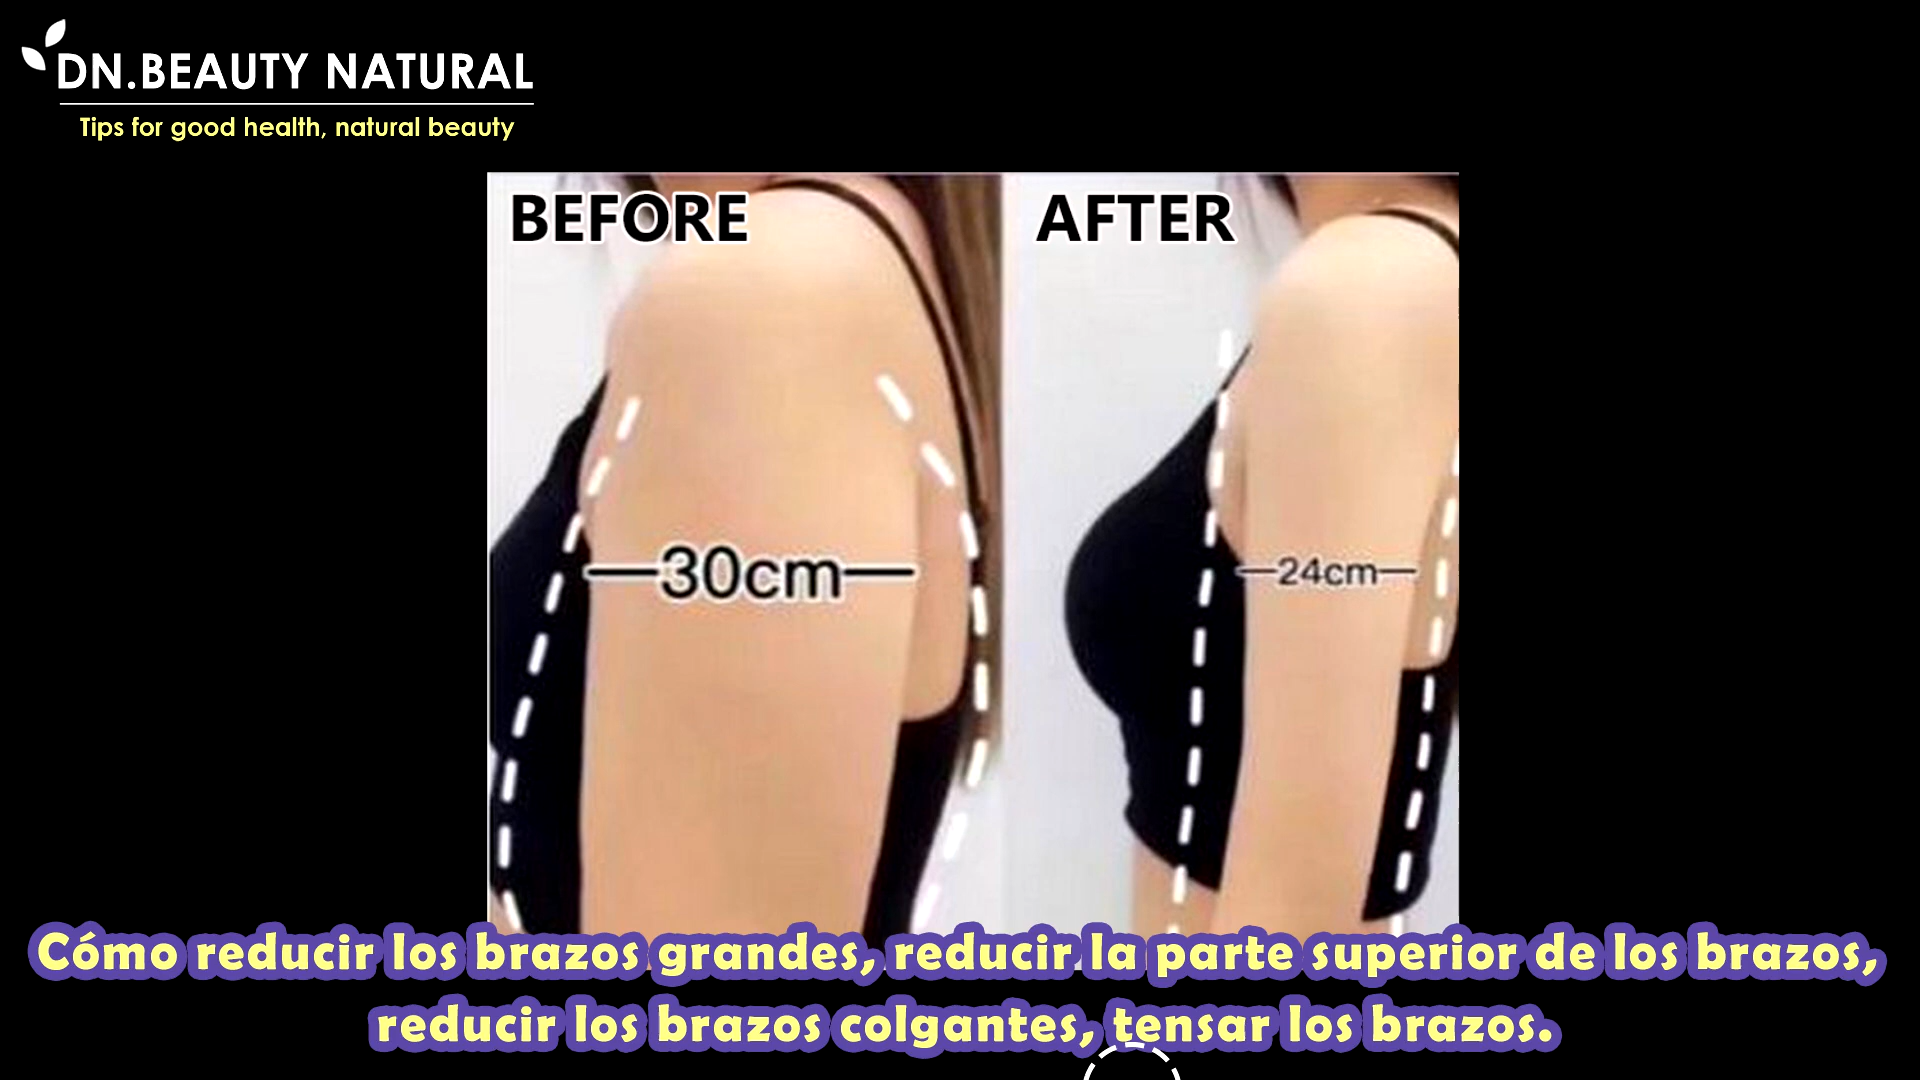 DN.BEAUTY NATURAL
Tips for good health, natural beauty
BEFORE
AFTER
30cm
24cm
Cómo reducir los brazos grandes, reducir la parte superior de los brazos,
reducir los brazos colgantes, tensar los brazos.